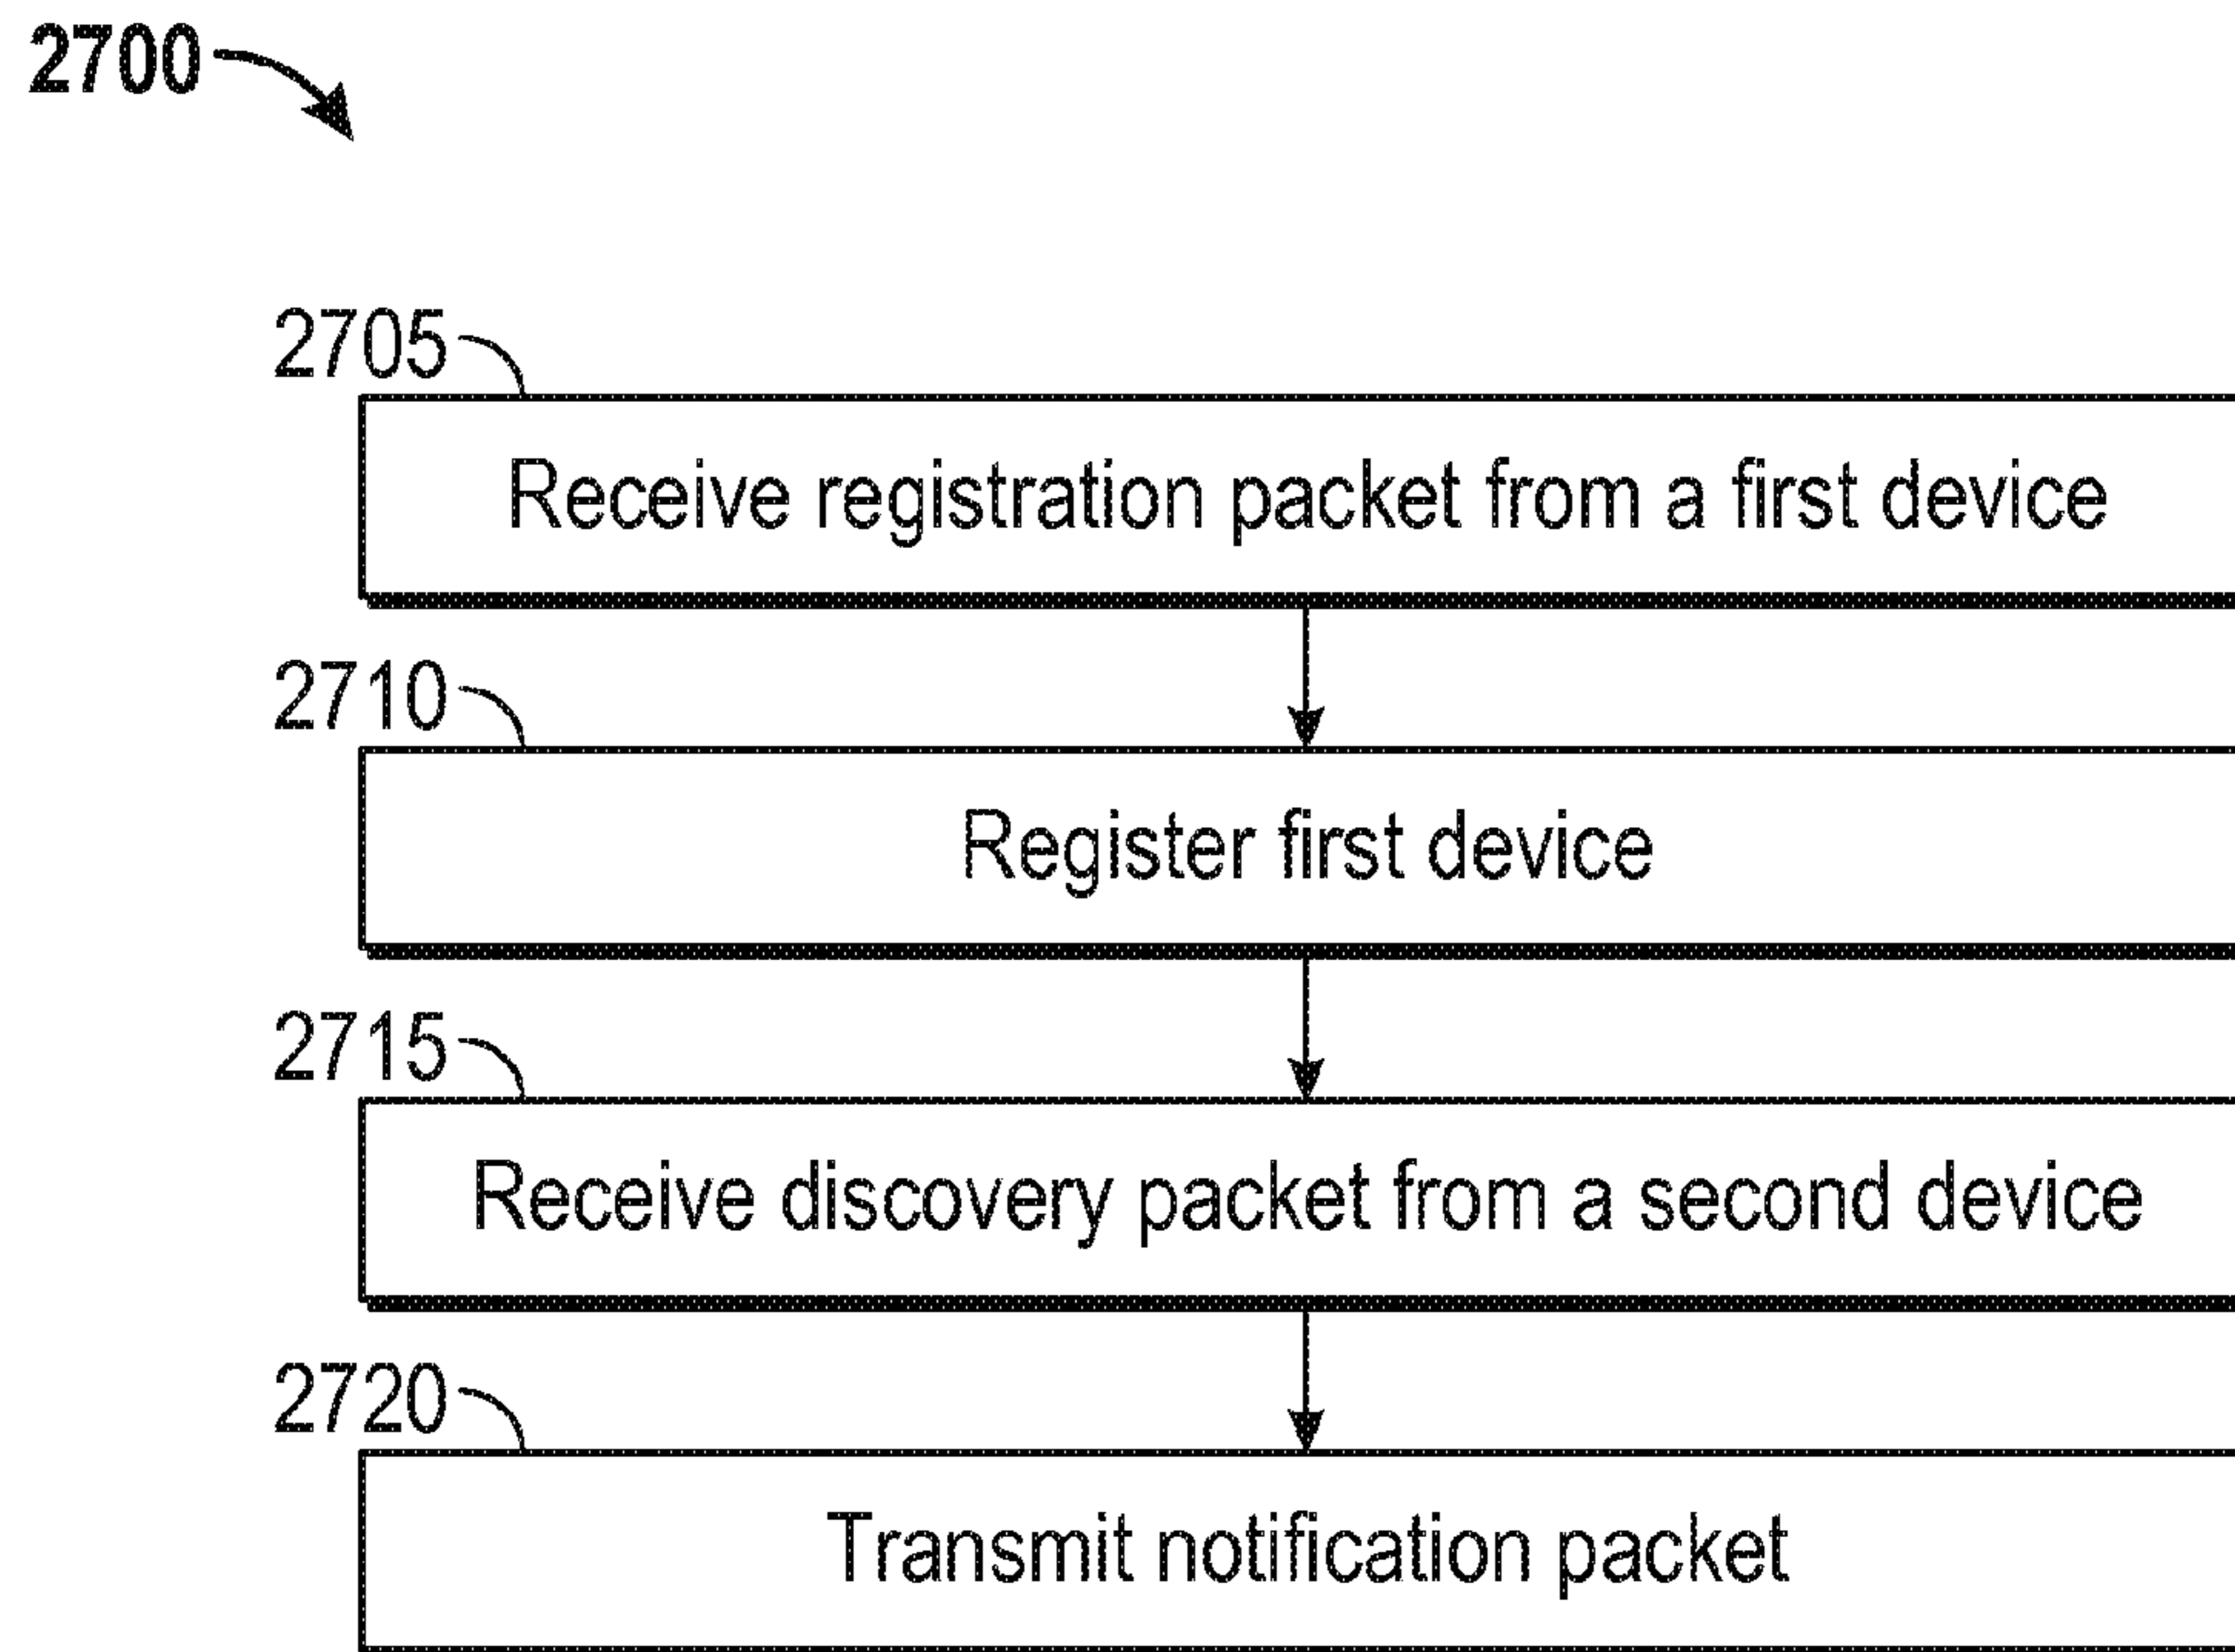 2700
2705
Receive registration packet from a first device
2710
Register first device
2715
Receive discovery packet from a second device
2720
Transmit notification packet